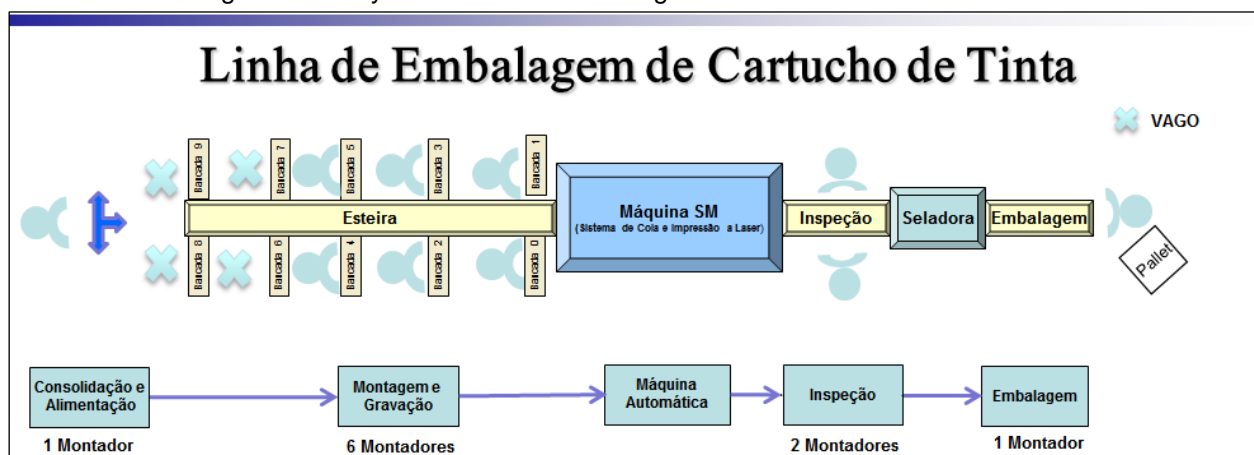 Linha de Embalagem de Cartucho de Tinta
VAGO
Bancada 9
Bancada 7
Bancada 5
Bancada 3
Bancada 1
Esteira
Máquina SM
(Sistema de Cola e Impressão a Laser)
Inspeção
Seladora
Embalagem
Bancada 8
Bancada 6
Bancada 4
Bancada 2
Bancada 0
Pallet
Consolidação e
Alimentação
Montagem e
Gravação
Máquina
Automática
Inspeção
Embalagem
1 Montador
6 Montadores
2 Montadores
1 Montador